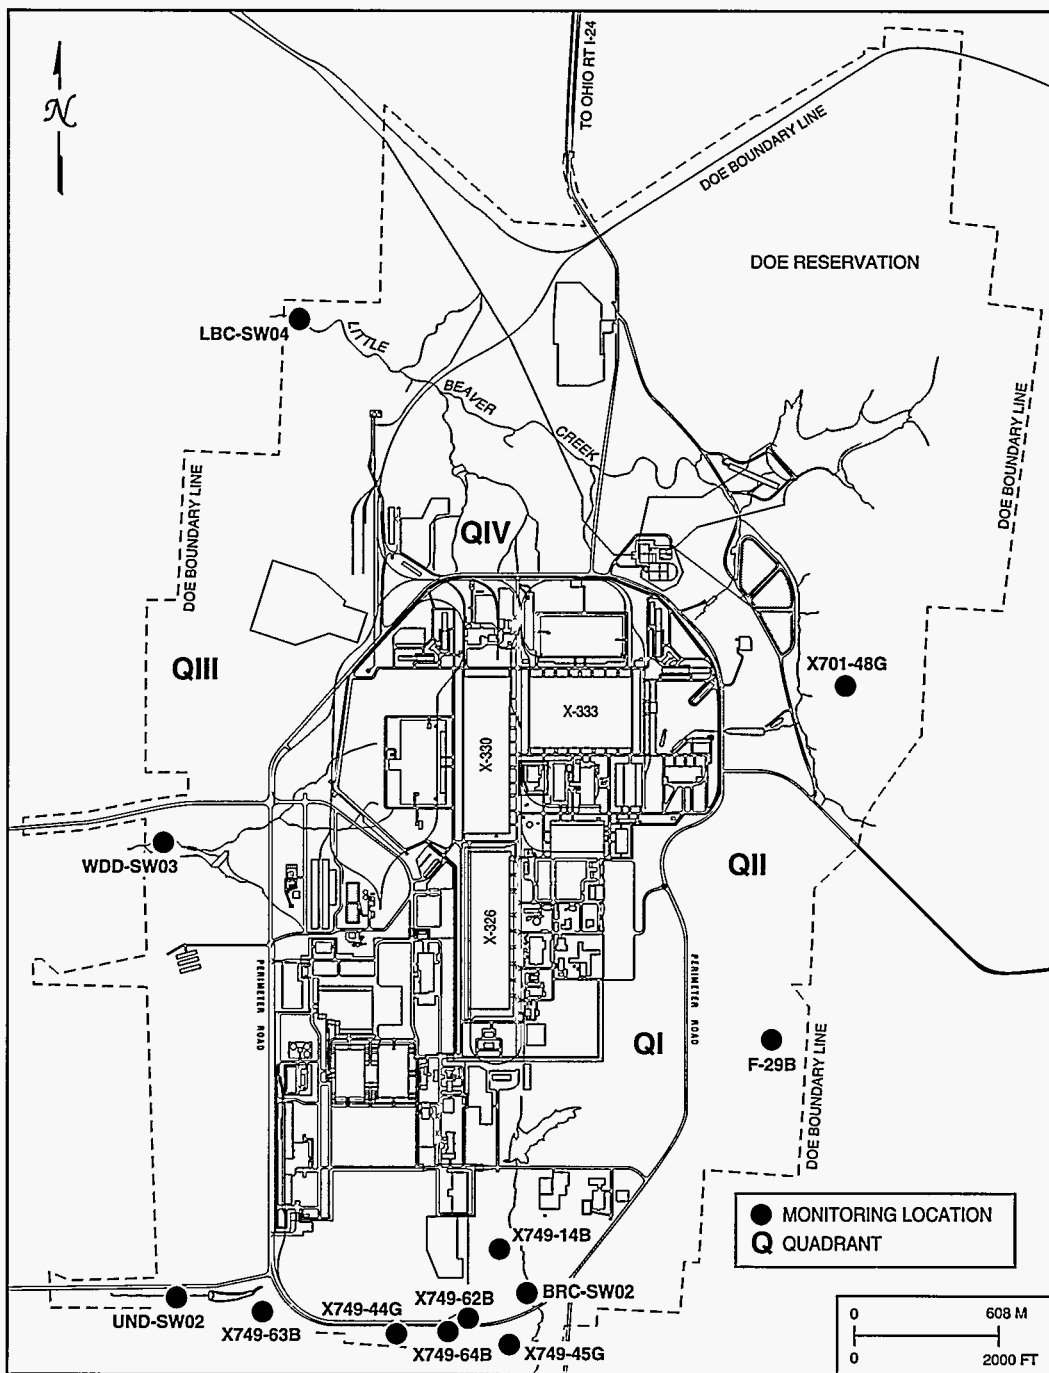 N
TO OHIO RT I-24
DOE BOUNDARY LINE
DOE RESERVATION
LBC-SW04
LITTLE
BEAVER
CREEK
DOE BOUNDARY LINE
DOE BOUNDARY LINE
QIV
QIII
X701-48G
X-333
X-330
WDD-SW03
QII
X-326
PERIMETER ROAD
PERIMETER ROAD
QI
F-29B
DOE BOUNDARY LINE
MONITORING LOCATION
Q QUADRANT
X749-14B
BRC-SW02
X749-62B
X749-44G
UND-SW02
X749-63B
X749-64B
X749-45G
0 608 M
0 2000 FT